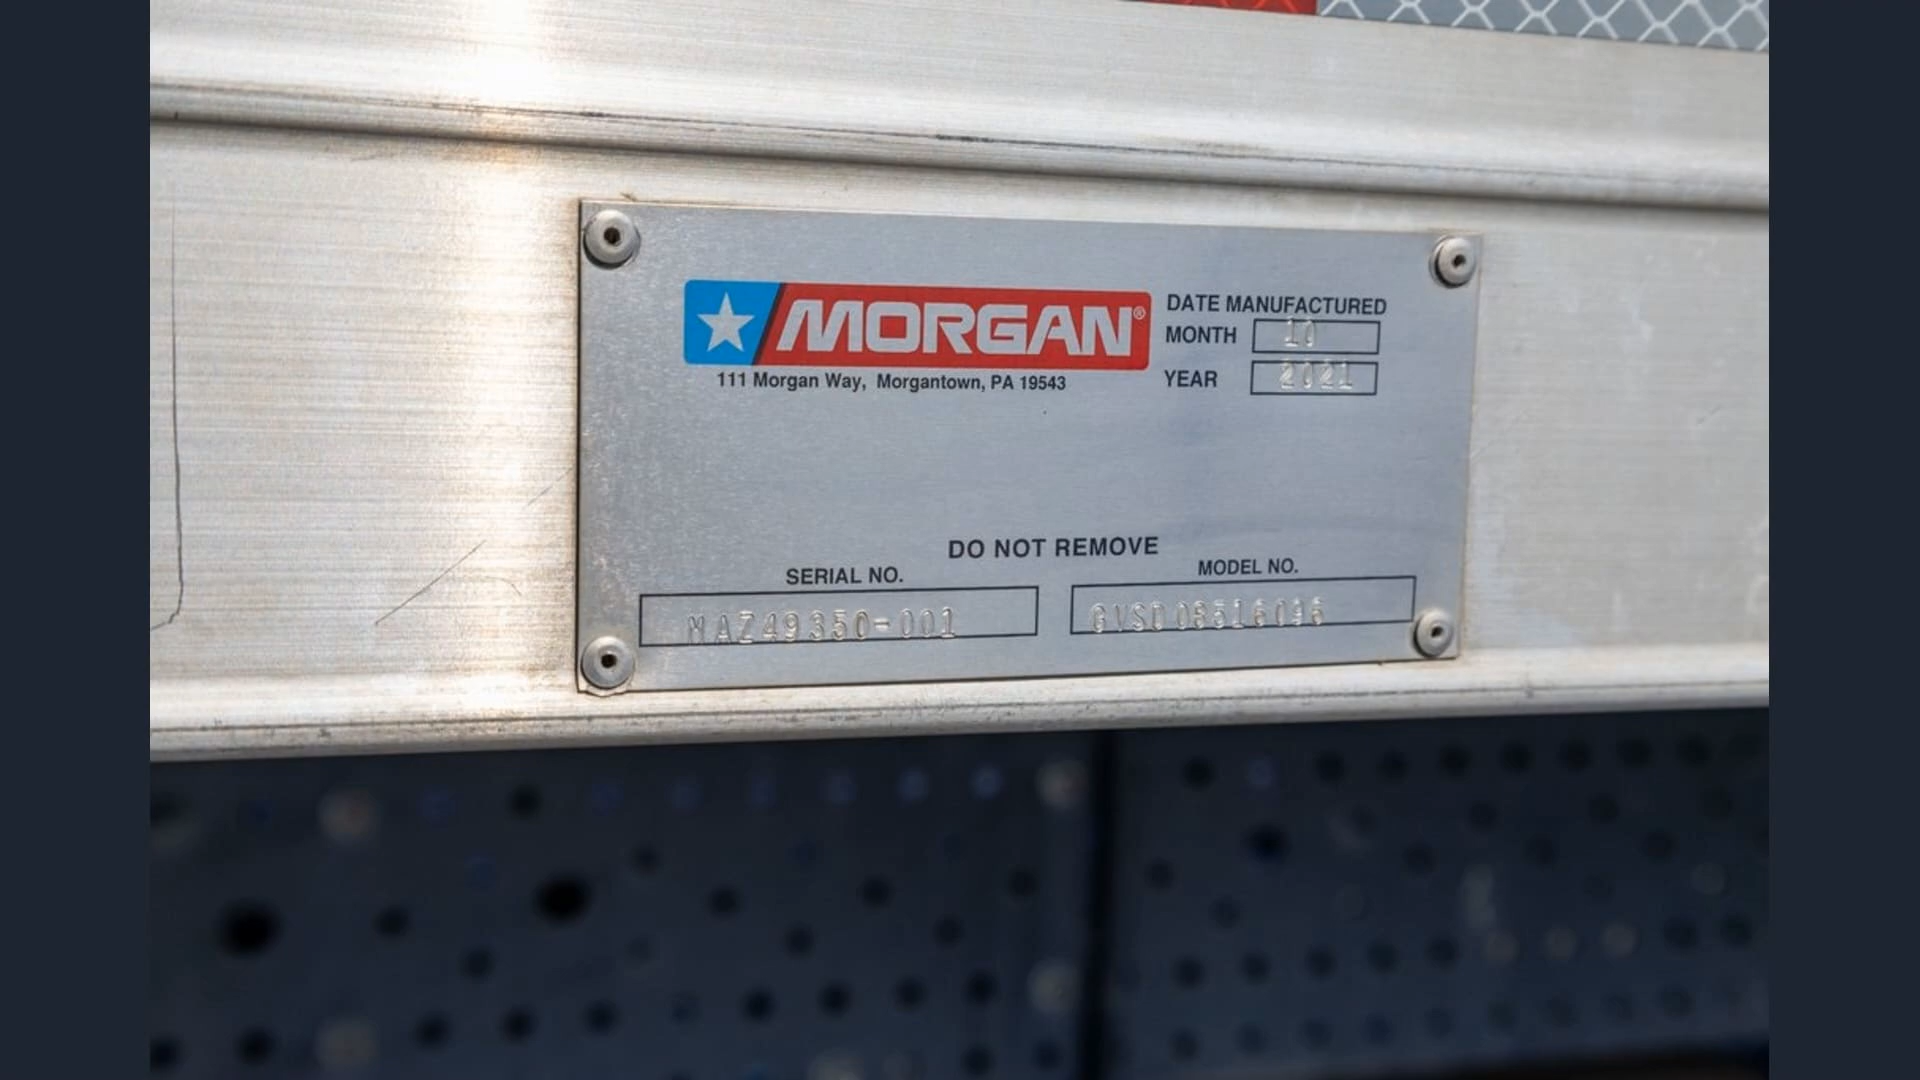 MORGAN®
111 Morgan Way, Morgantown, PA 19543
DATE MANUFACTURED
MONTH 10
YEAR 2021
DO NOT REMOVE
SERIAL NO.
MAZ49350-001
MODEL NO.
GVSD08516096